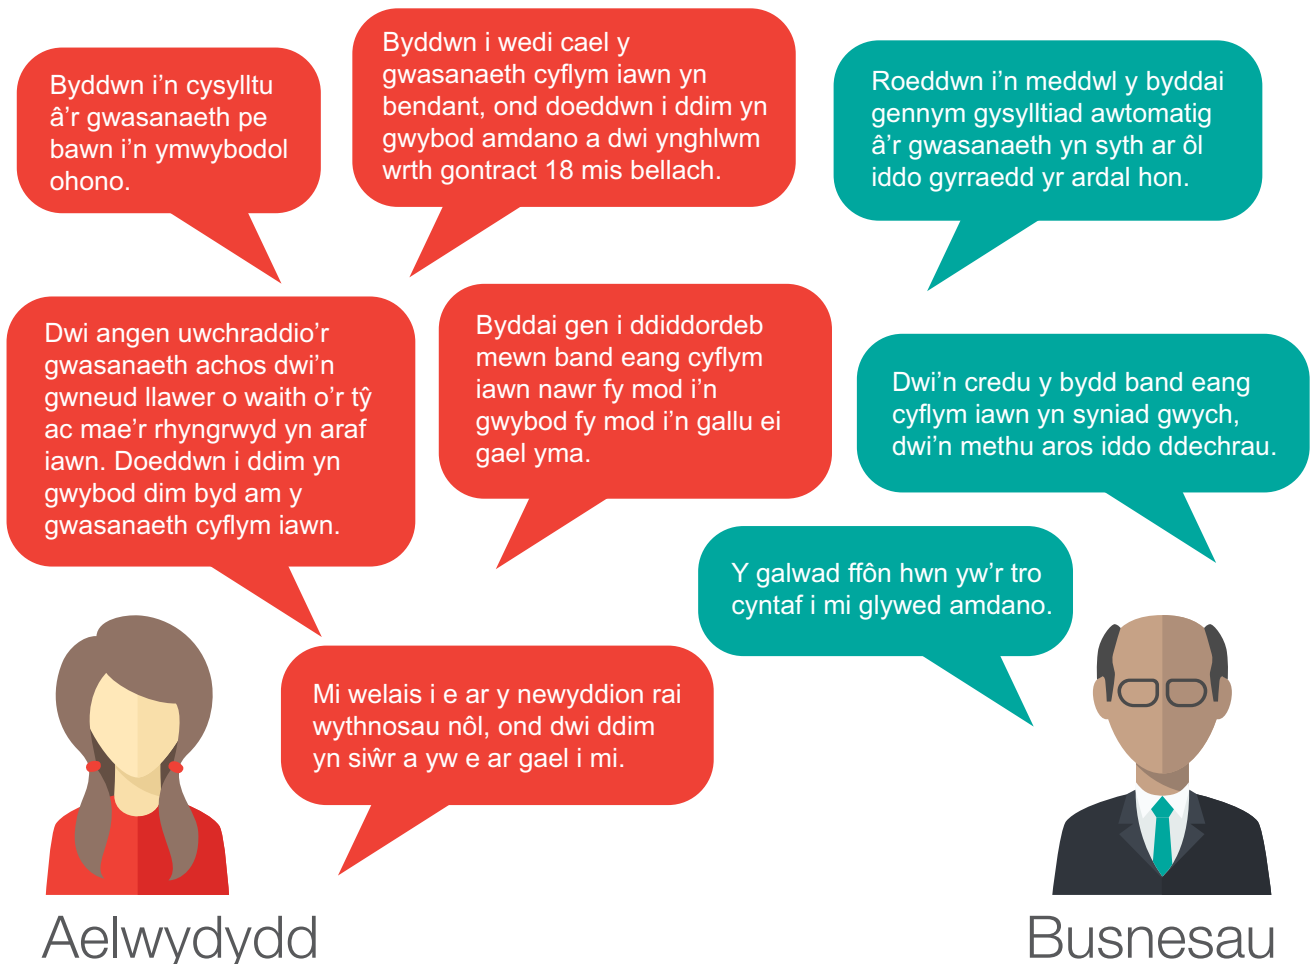 Byddwn i'n cysylltu
â'r gwasanaeth pe
bawn i'n ymwybodol
ohono.
Byddwn i wedi cael y
gwasanaeth cyflym iawn yn
bendant, ond doeddwn i ddim yn
gwybod amdano a dwi ynghlwm
wrth gontract 18 mis bellach.
Roeddwn i'n meddwl y byddai
gennym gysylltiad awtomatig
â'r gwasanaeth yn syth ar ôl
iddo gyrraedd yr ardal hon.
Dwi angen uwchraddio'r
gwasanaeth achos dwi'n
gwneud llawer o waith o'r tŷ
ac mae'r rhyngrwyd yn araf
iawn. Doeddwn i ddim yn
gwybod dim byd am y
gwasanaeth cyflym iawn.
Byddai gen i ddiddordeb
mewn band eang cyflym
iawn nawr fy mod i'n
gwybod fy mod i'n gallu ei
gael yma.
Dwi'n credu y bydd band eang
cyflym iawn yn syniad gwych,
dwi'n methu aros iddo ddechrau.
Y galwad ffôn hwn yw'r tro
cyntaf i mi glywed amdano.
Mi welais i e ar y newyddion rai
wythnosau nôl, ond dwi ddim
yn siŵr a yw e ar gael i mi.
Aelwydydd
Busnesau